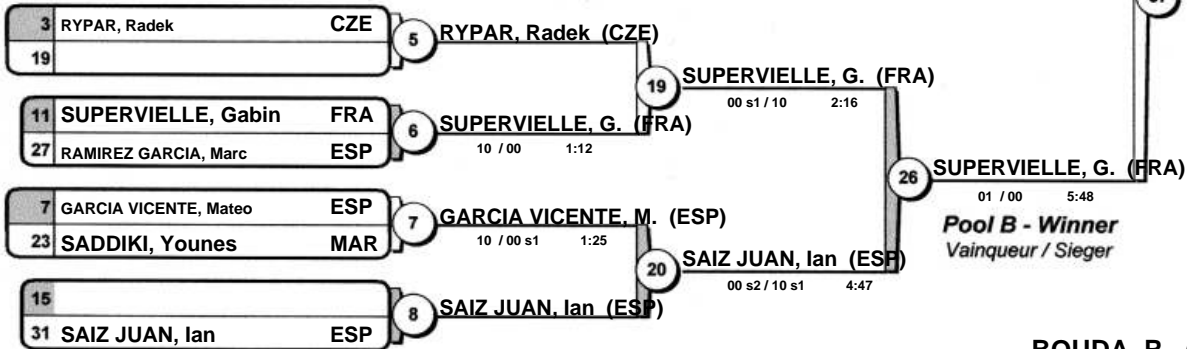 3 RYPAR, Radek CZE
19
5
RYPAR, Radek (CZE)
11 SUPERVIELLE, Gabin FRA
27 RAMIREZ GARCIA, Marc ESP
6
SUPERVIELLE, G. (FRA)
10 / 00 1:12
19
SUPERVIELLE, G. (FRA)
00 s1 / 10 2:16
7 GARCIA VICENTE, Mateo ESP
23 SADDIKI, Younes MAR
7
GARCIA VICENTE, M. (ESP)
10 / 00 s1 1:25
15
31 SAIZ JUAN, Ian ESP
8
SAIZ JUAN, Ian (ESP)
20
SAIZ JUAN, Ian (ESP)
00 s2 / 10 s1 4:47
26
SUPERVIELLE, G. (FRA)
01 / 00 5:48
Pool B - Winner
Vainqueur / Sieger